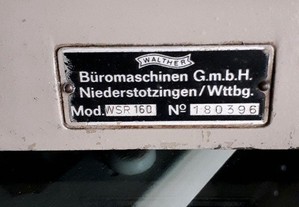 WALTHER
Büromaschinen G.m.b.H.
Niederstotzingen/Wttbg.
Mod. WSR 160 No 180396